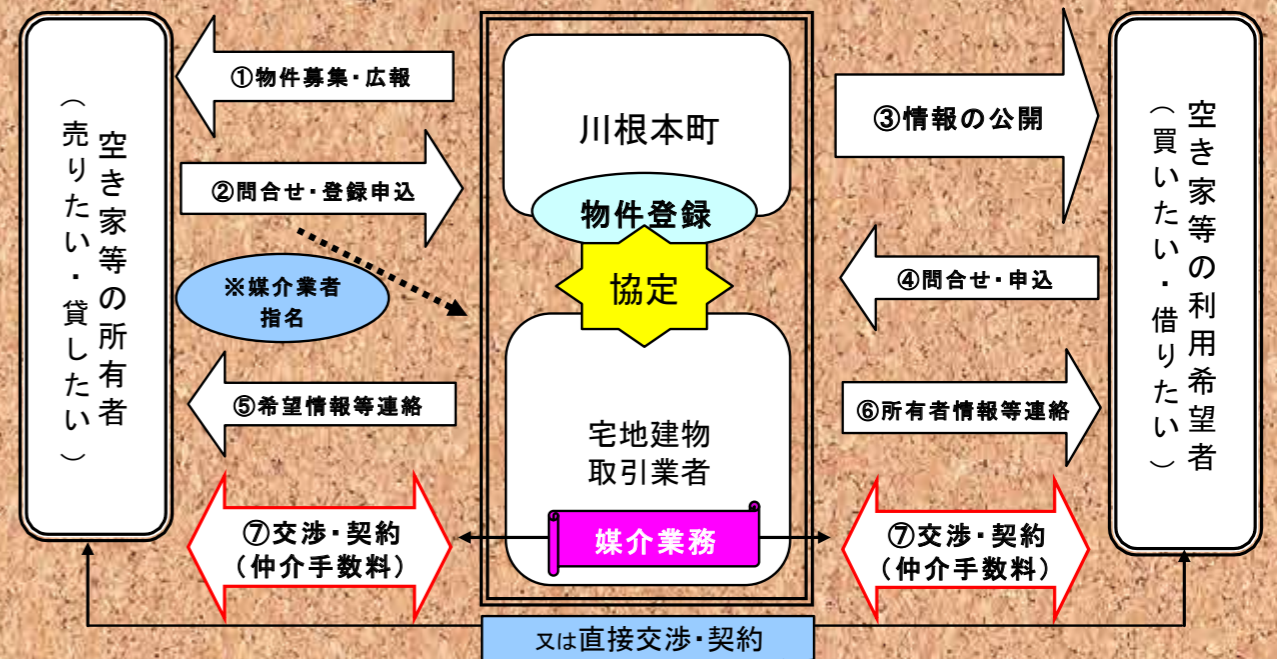 空き家等の所有者
（売りたい・貸したい）
①物件募集・広報
②問合せ・登録申込
※媒介業者
指名
⑤希望情報等連絡
⑦交渉・契約
（仲介手数料）
川根本町
物件登録
協定
宅地建物
取引業者
媒介業務
③情報の公開
④問合せ・申込
⑥所有者情報等連絡
⑦交渉・契約
（仲介手数料）
空き家等の利用希望者
（買いたい・借りたい）
又は直接交渉・契約